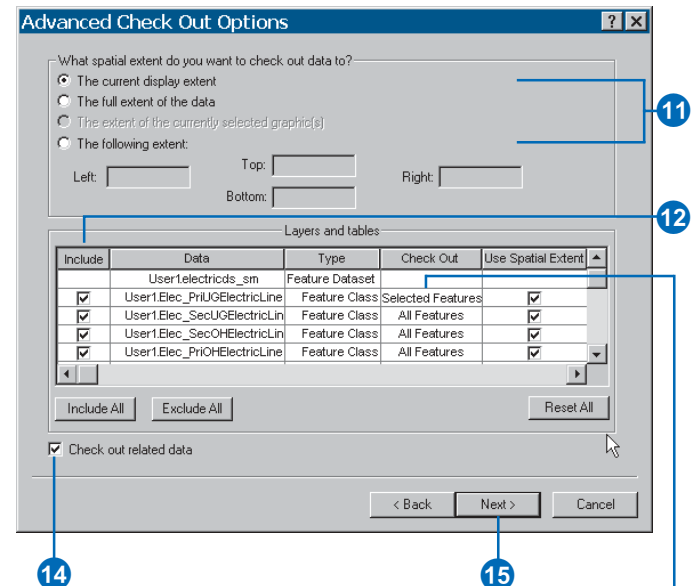 Advanced Check Out Options
What spatial extent do you want to check out data to?
The current display extent
The full extent of the data
The extent of the currently selected graphic(s)
The following extent:
Left:
Top:
Right:
Bottom:
11
12
Layers and tables
Include Data Type Check Out Use Spatial Extent
User1.electricds_sm Feature Dataset
User1.Elec_PriUGElectricLine Feature Class Selected Features
User1.Elec_SecUGElectricLin Feature Class All Features
User1.Elec_SecOHElectricLin Feature Class All Features
User1.Elec_PriOHElectricLine Feature Class All Features
Include All Exclude All Reset All
Check out related data
< Back Next > Cancel
14 15